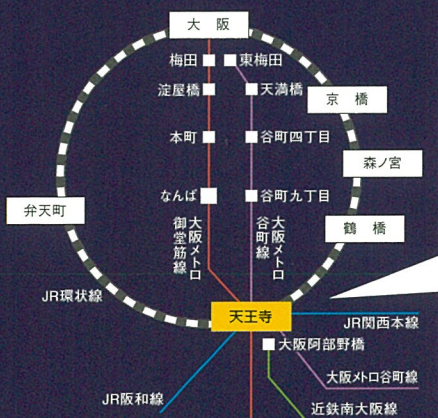 大阪
梅田
東梅田
淀屋橋
天満橋
京橋
本町
谷町四丁目
森ノ宮
なんば
谷町九丁目
弁天町
鶴橋
大阪メトロ
御堂筋線
大阪メトロ
谷町線
JR環状線
天王寺
JR関西本線
大阪阿部野橋
大阪メトロ谷町線
JR阪和線
近鉄南大阪線